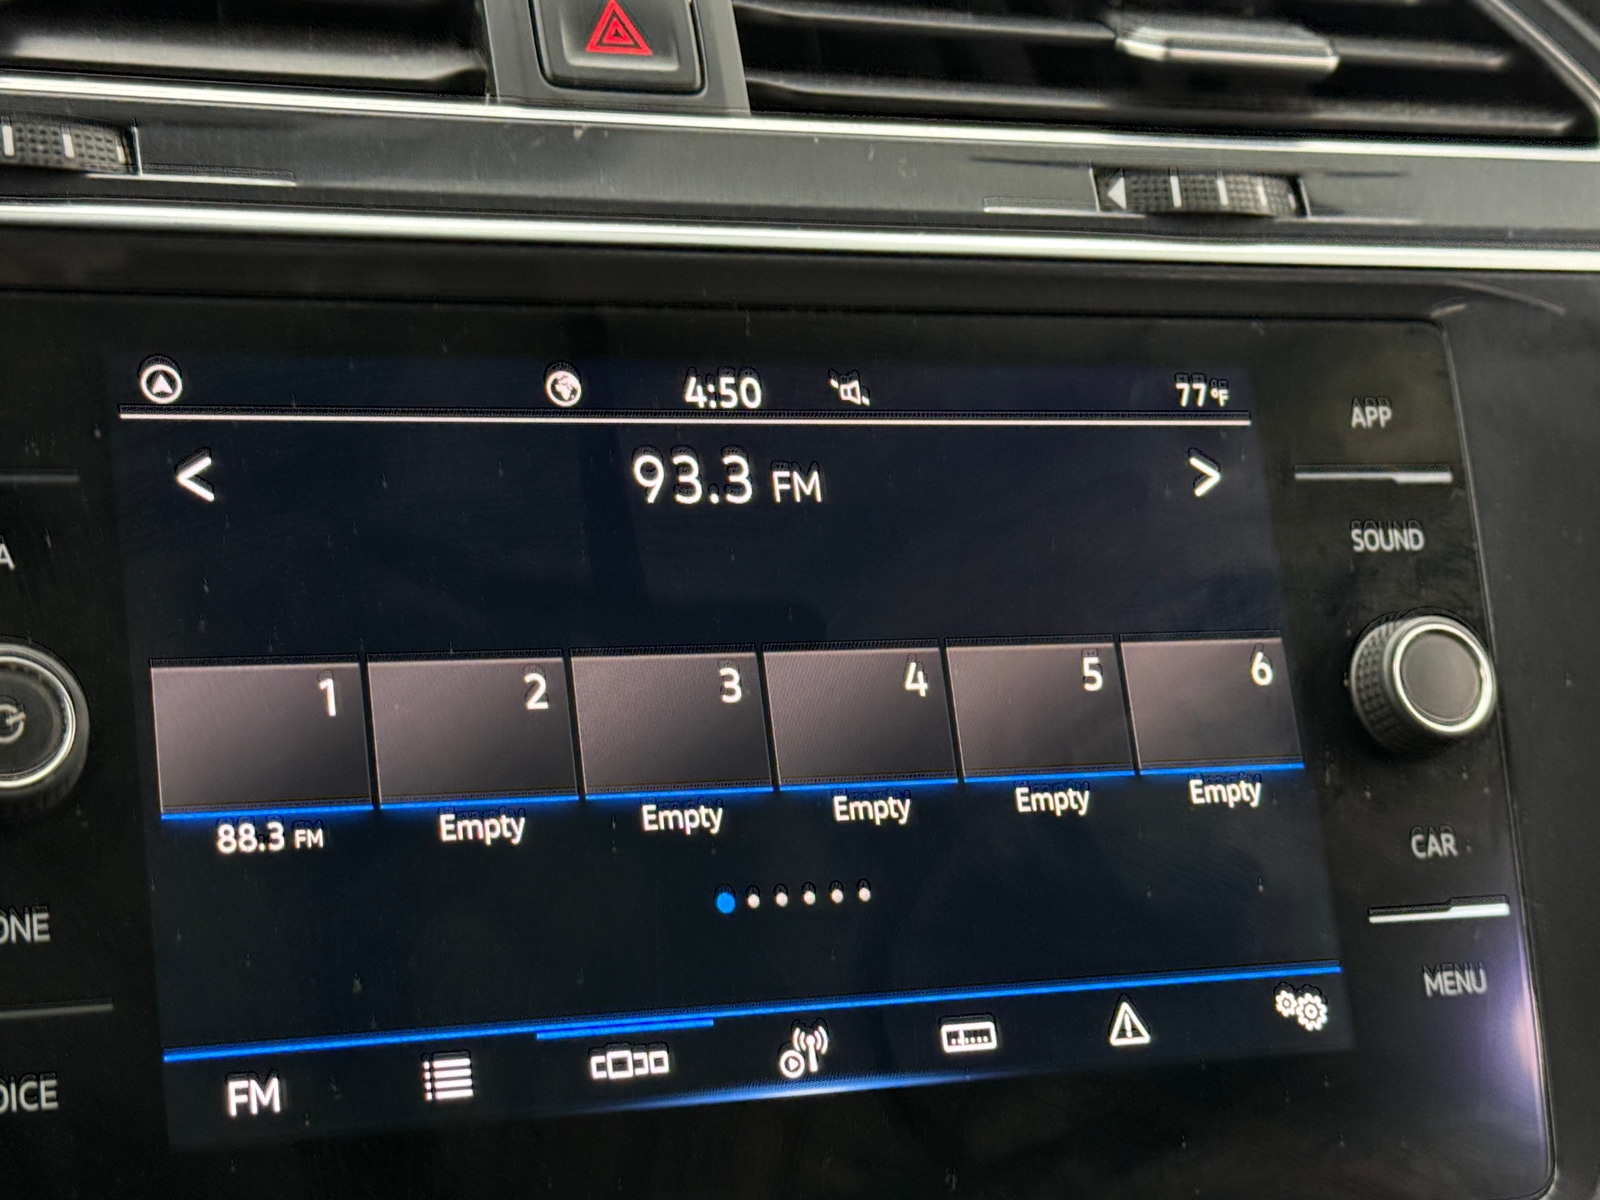 4:50 77°F
APP
93.3 FM
SOUND
1 2 3 4 5 6
88.3 FM Empty Empty Empty Empty Empty
CAR
MENU
FM